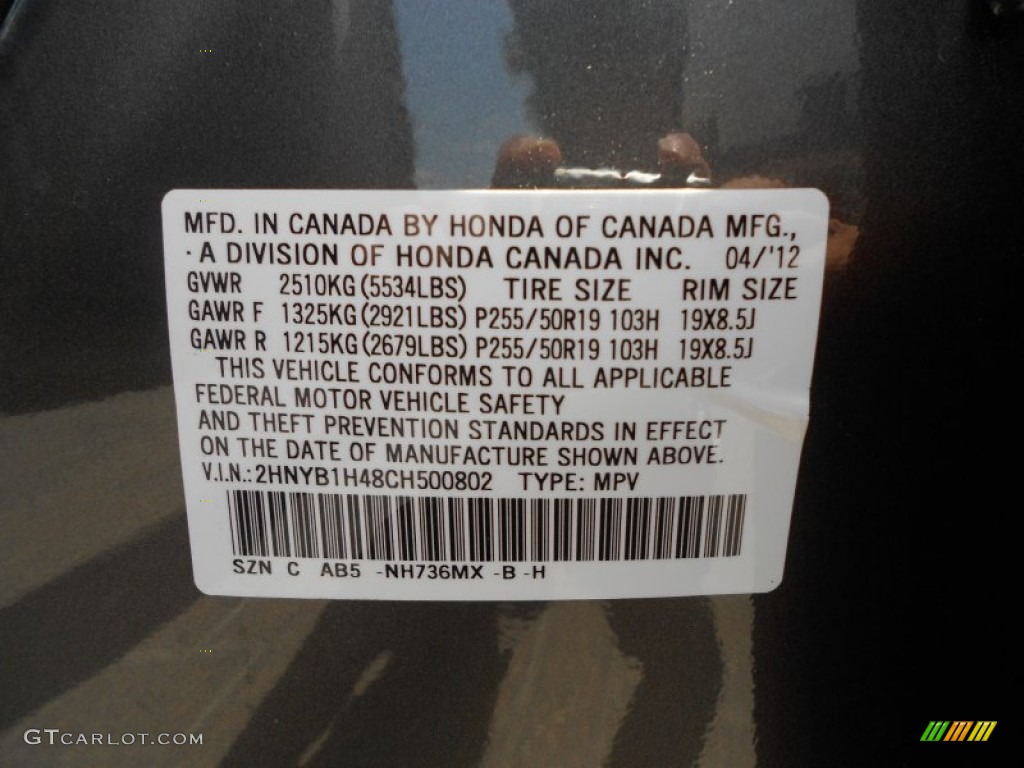 MFD. IN CANADA BY HONDA OF CANADA MFG.,
· A DIVISION OF HONDA CANADA INC. 04/'12
GVWR 2510KG (5534LBS) TIRE SIZE RIM SIZE
GAWR F 1325KG (2921LBS) P255/50R19 103H 19X8.5J
GAWR R 1215KG (2679LBS) P255/50R19 103H 19X8.5J
THIS VEHICLE CONFORMS TO ALL APPLICABLE
FEDERAL MOTOR VEHICLE SAFETY
AND THEFT PREVENTION STANDARDS IN EFFECT
ON THE DATE OF MANUFACTURE SHOWN ABOVE.
V.I.N.: 2HNYB1H48CH500802 TYPE: MPV
SZN C AB5 -NH736MX -B -H
GTCARLOT.COM